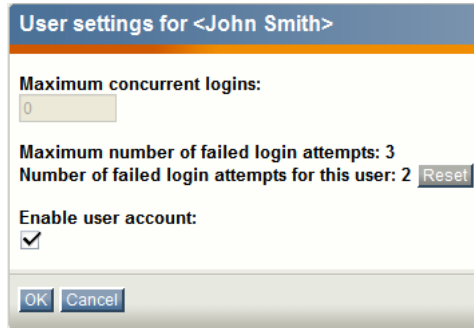 User settings for <John Smith>
Maximum concurrent logins:
0
Maximum number of failed login attempts: 3
Number of failed login attempts for this user: 2 Reset
Enable user account:
OK Cancel